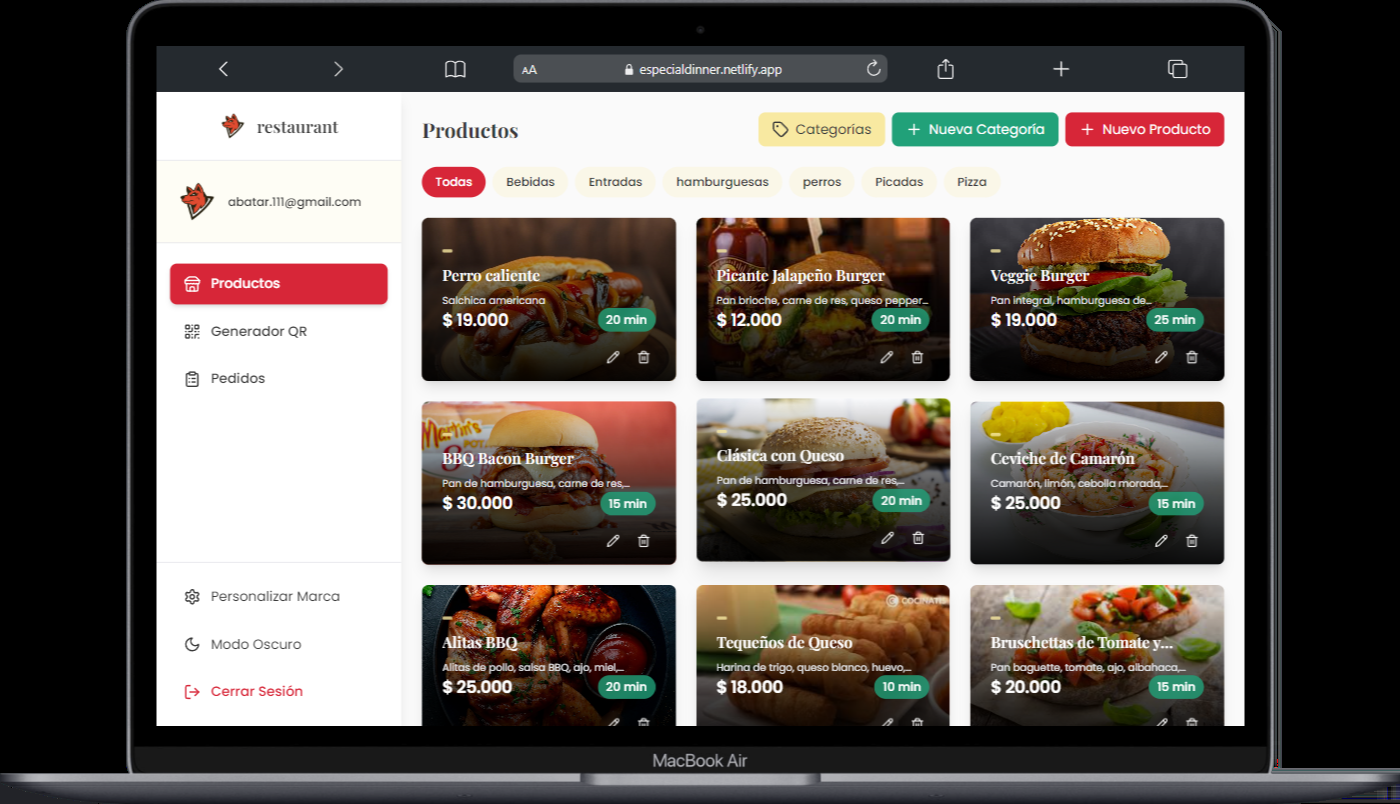 AA
especialdinner.netlify.app
restaurant
abatar.111@gmail.com
Productos
Generador QR
Pedidos
Personalizar Marca
Modo Oscuro
Cerrar Sesión
Productos
Categorías
+ Nueva Categoría
+ Nuevo Producto
Todas
Bebidas
Entradas
hamburguesas
perros
Picadas
Pizza
Perro caliente
Salchica americana
$ 19.000
20 min
Picante Jalapeño Burger
Pan brioche, carne de res, queso pepper...
$ 12.000
20 min
Veggie Burger
Pan integral, hamburguesa de...
$ 19.000
25 min
Martin's
BBQ Bacon Burger
Pan de hamburguesa, carne de res,...
$ 30.000
15 min
Clásica con Queso
Pan de hamburguesa, carne de res,...
$ 25.000
20 min
Ceviche de Camarón
Camarón, limón, cebolla morada,...
$ 25.000
15 min
Alitas BBQ
Alitas de pollo, salsa BBQ, ajo, miel,...
$ 25.000
20 min
Tequeños de Queso
Harina de trigo, queso blanco, huevo,...
$ 18.000
10 min
Bruschettas de Tomate y...
Pan baguette, tomate, ajo, albahaca,...
$ 20.000
15 min
MacBook Air